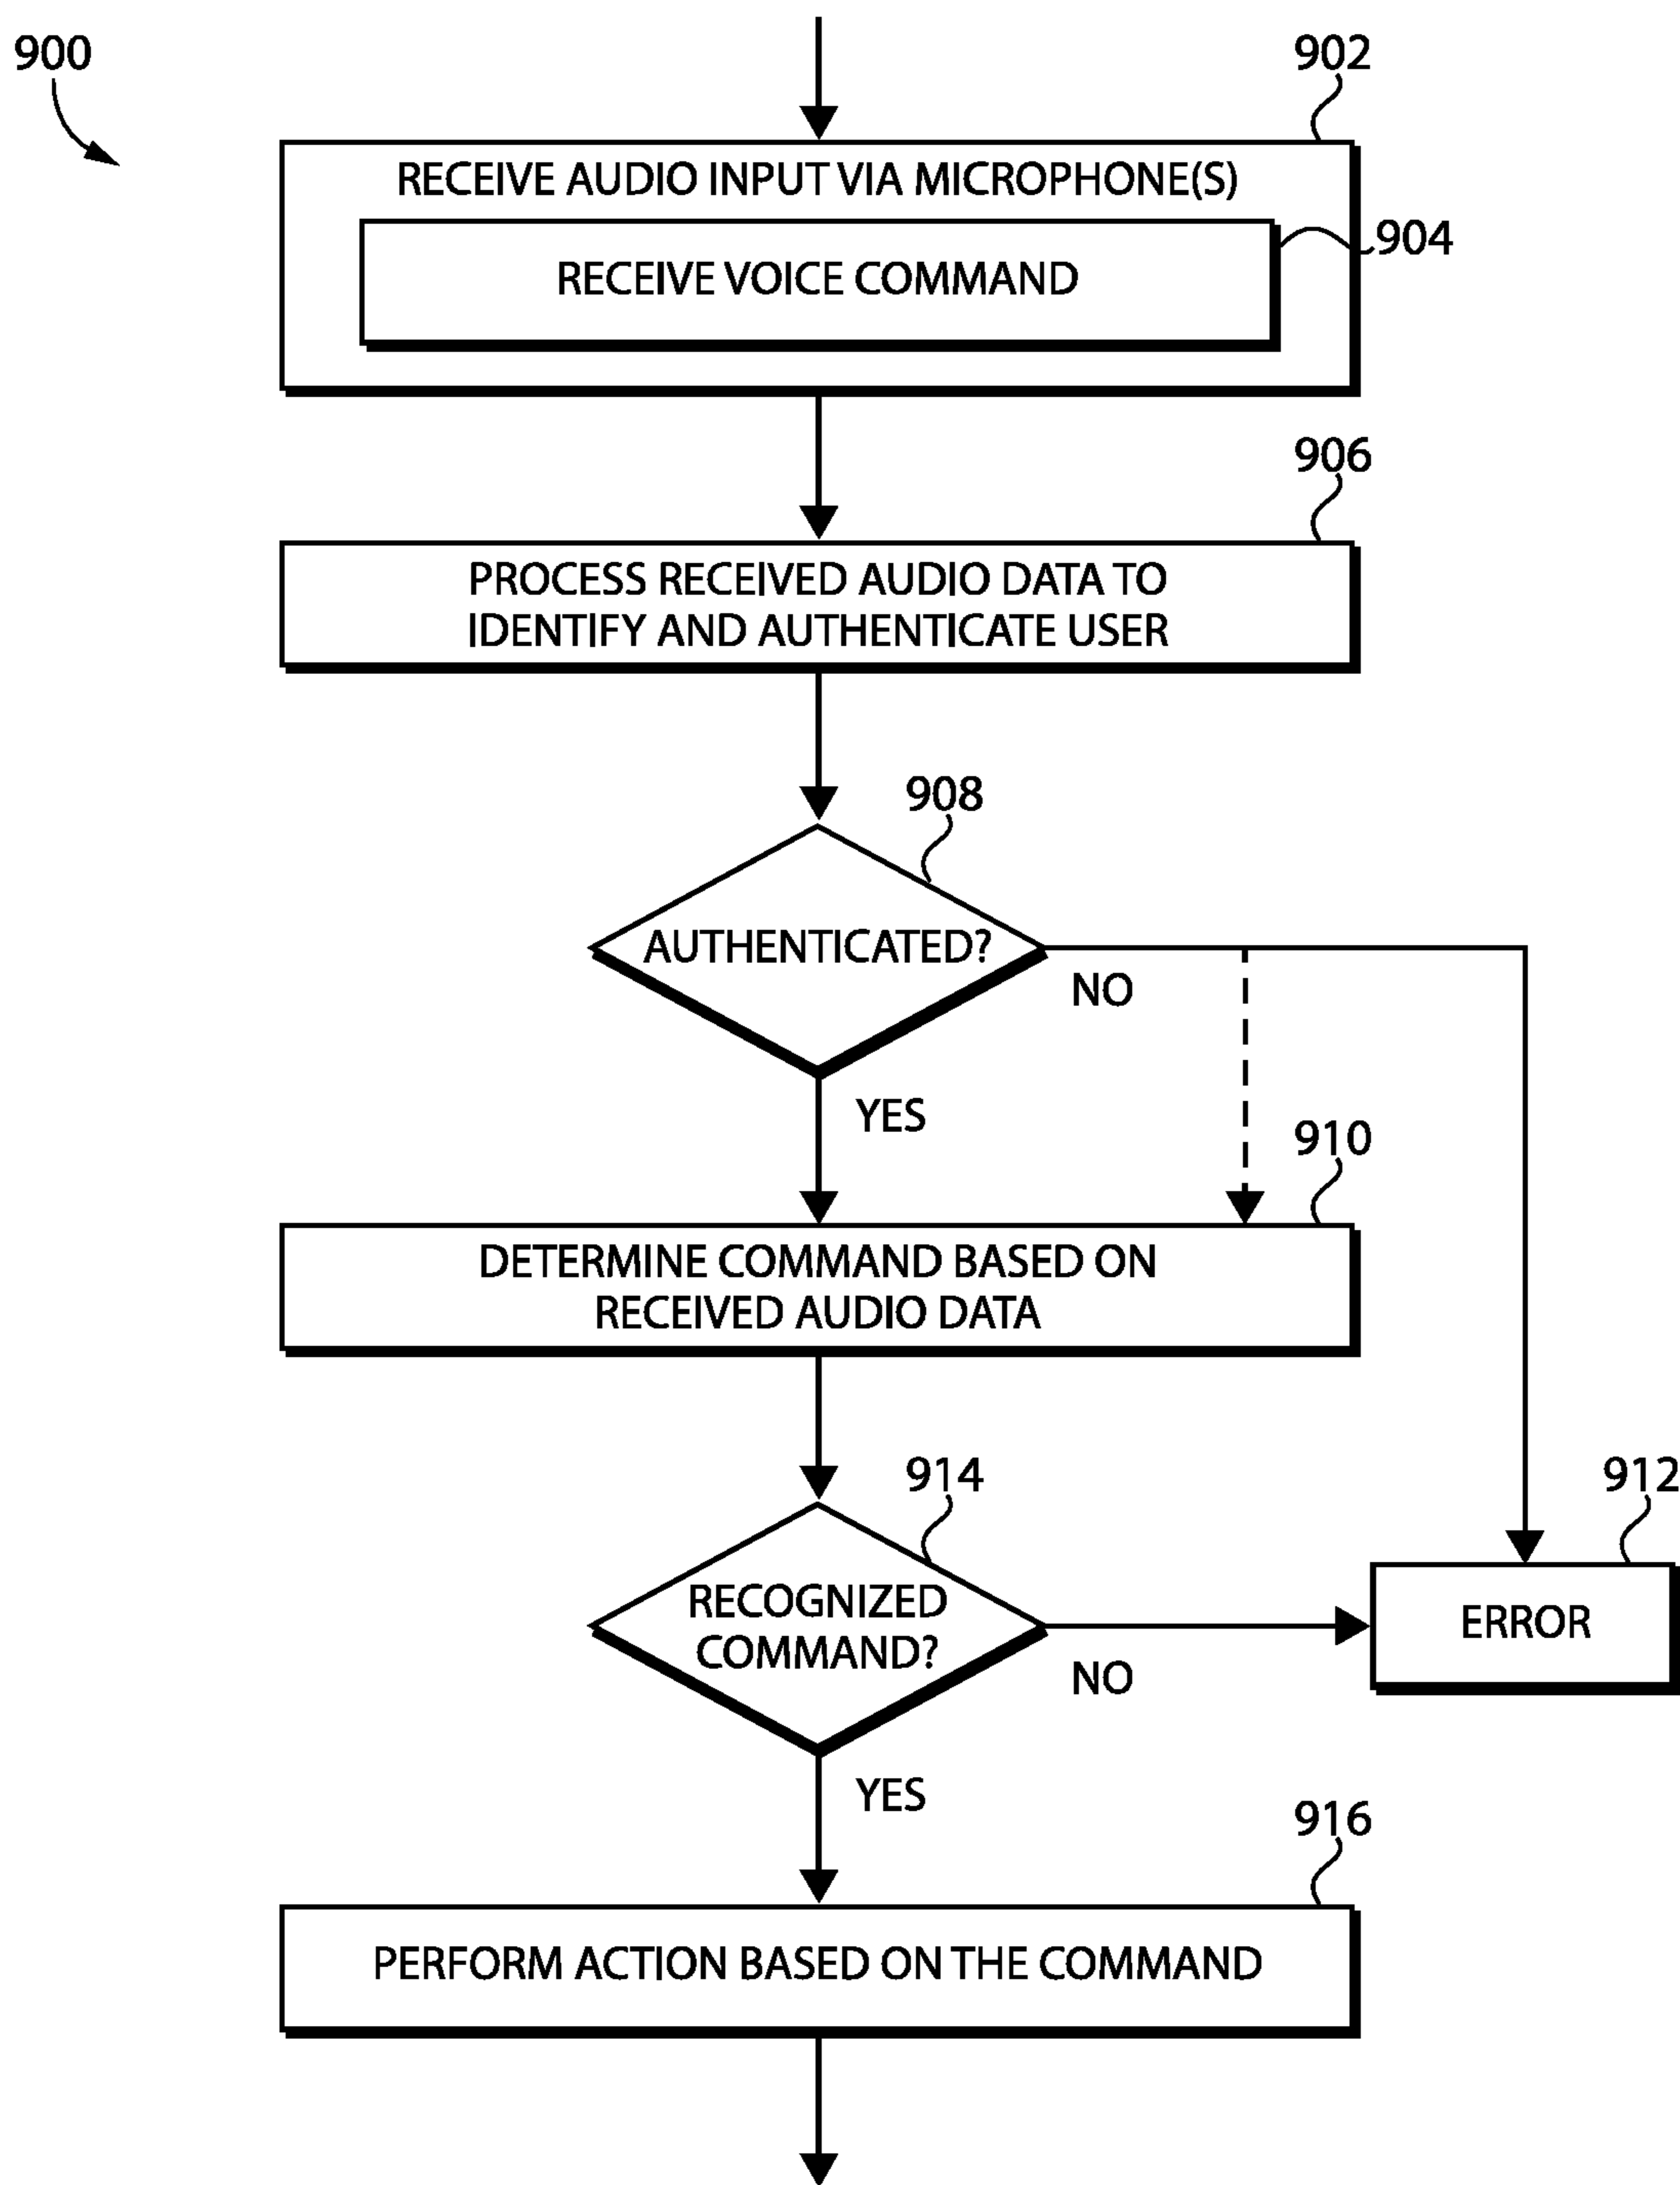 900
902
RECEIVE AUDIO INPUT VIA MICROPHONE(S)
904
RECEIVE VOICE COMMAND
906
PROCESS RECEIVED AUDIO DATA TO
IDENTIFY AND AUTHENTICATE USER
908
AUTHENTICATED?
NO
YES
910
DETERMINE COMMAND BASED ON
RECEIVED AUDIO DATA
914
912
RECOGNIZED
COMMAND?
ERROR
NO
YES
916
PERFORM ACTION BASED ON THE COMMAND